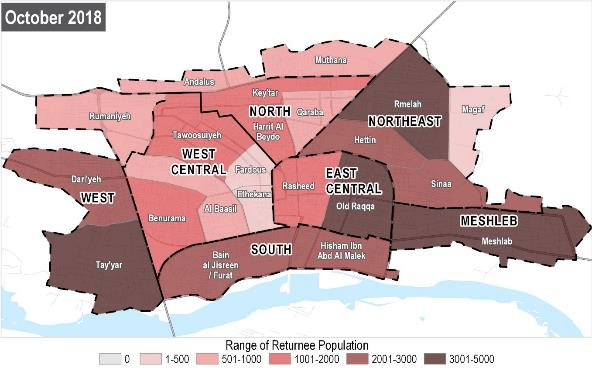 October 2018
Muthana
Andalus
Key'tar
Rumaniyeh
NORTH
Qaraba
Rmelah
Magaf
NORTHEAST
Tawoosuiyeh
Harrit Al
Beydo
Hettin
WEST
CENTRAL
Fardous
Dar'iyeh
WEST
Elhekana
Rasheed
EAST
CENTRAL
Sinaa
Benurama
Al Baasil
Old Raqqa
MESHLEB
Meshlab
SOUTH
Hisham Ibn
Abd Al Malek
Bain
al Jisreen
/ Furat
Tay'yar
Range of Returnee Population
0 1-500 501-1000 1001-2000 2001-3000 3001-5000